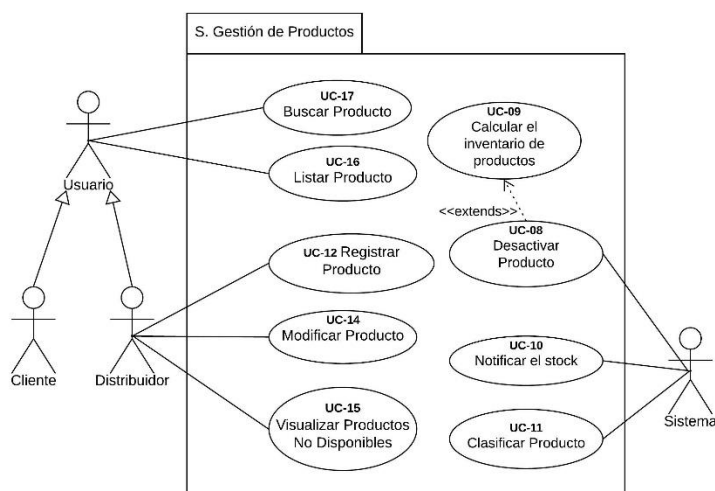 S. Gestión de Productos
UC-17
Buscar Producto
UC-09
Calcular el
inventario de
productos
UC-16
Listar Producto
Usuario
<<extends>>
UC-08
Desactivar
Producto
UC-12 Registrar
Producto
UC-14
Modificar Producto
UC-10
Notificar el stock
Cliente
Distribuidor
UC-15
Visualizar Productos
No Disponibles
UC-11
Clasificar Producto
Sistema